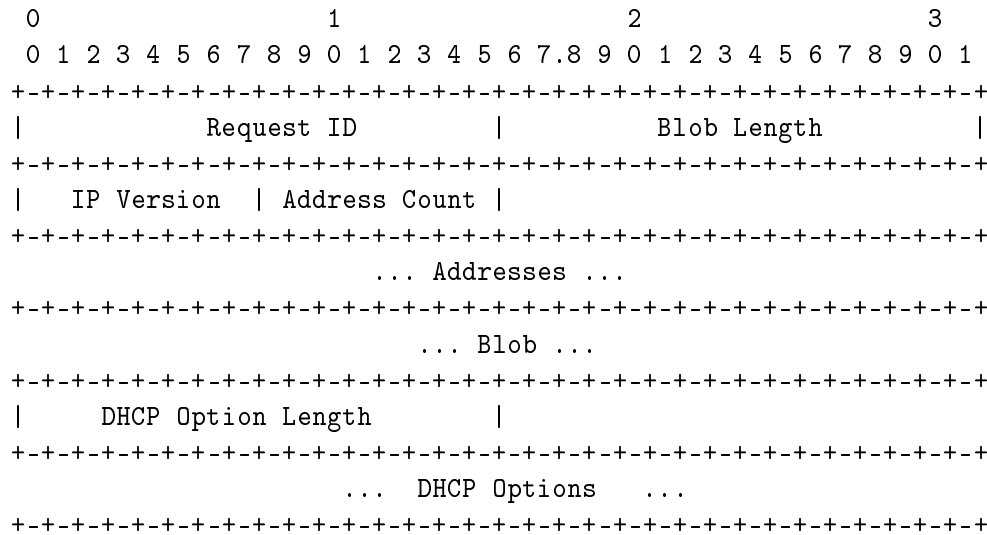 0                   1                   2                   3
0 1 2 3 4 5 6 7 8 9 0 1 2 3 4 5 6 7.8 9 0 1 2 3 4 5 6 7 8 9 0 1
+-+-+-+-+-+-+-+-+-+-+-+-+-+-+-+-+-+-+-+-+-+-+-+-+-+-+-+-+-+-+-+-+
|            Request ID         |          Blob Length          |
+-+-+-+-+-+-+-+-+-+-+-+-+-+-+-+-+-+-+-+-+-+-+-+-+-+-+-+-+-+-+-+-+
|   IP Version  | Address Count |
+-+-+-+-+-+-+-+-+-+-+-+-+-+-+-+-+-+-+-+-+-+-+-+-+-+-+-+-+-+-+-+-+
... Addresses ...
+-+-+-+-+-+-+-+-+-+-+-+-+-+-+-+-+-+-+-+-+-+-+-+-+-+-+-+-+-+-+-+-+
... Blob ...
+-+-+-+-+-+-+-+-+-+-+-+-+-+-+-+-+-+-+-+-+-+-+-+-+-+-+-+-+-+-+-+-+
|     DHCP Option Length        |
+-+-+-+-+-+-+-+-+-+-+-+-+-+-+-+-+-+-+-+-+-+-+-+-+-+-+-+-+-+-+-+-+
...  DHCP Options   ...
+-+-+-+-+-+-+-+-+-+-+-+-+-+-+-+-+-+-+-+-+-+-+-+-+-+-+-+-+-+-+-+-+